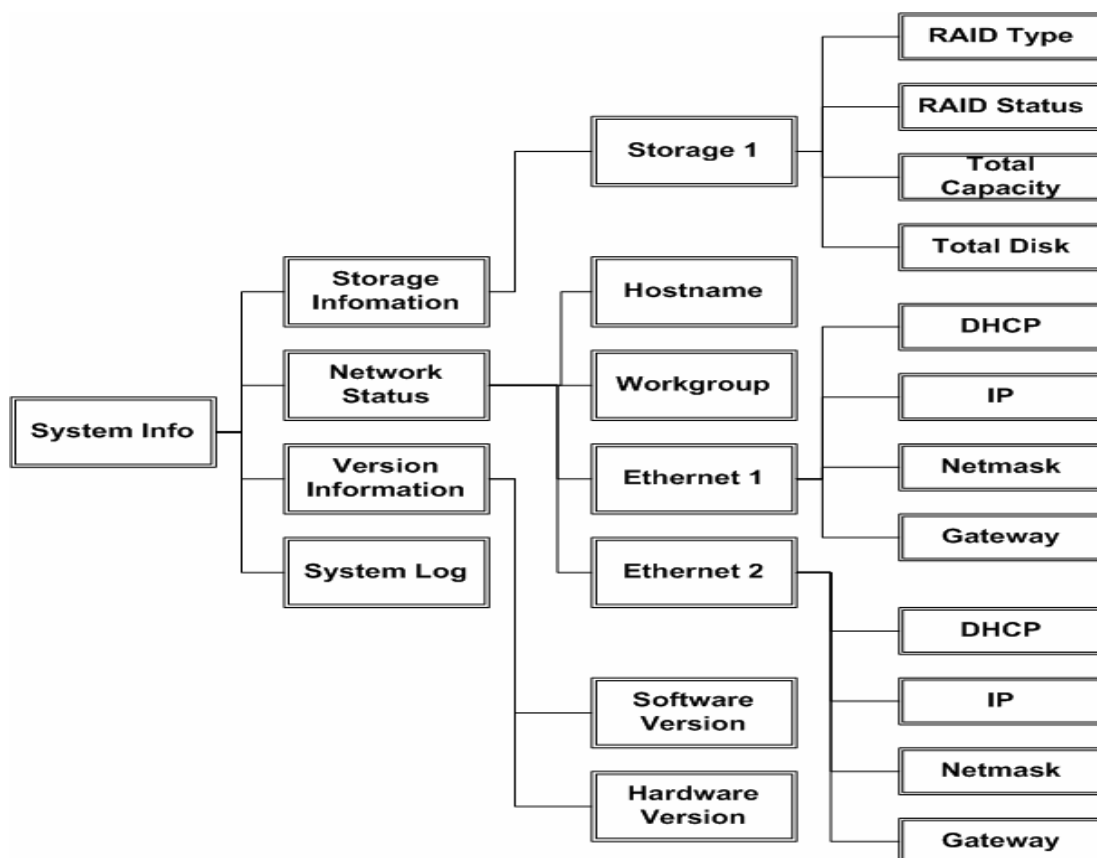 RAID Type
RAID Status
Storage 1
Total
Capacity
Total Disk
Storage
Infomation
Hostname
DHCP
Network
Status
Workgroup
IP
System Info
Version
Information
Ethernet 1
Netmask
Gateway
System Log
Ethernet 2
DHCP
Software
Version
IP
Netmask
Hardware
Version
Gateway